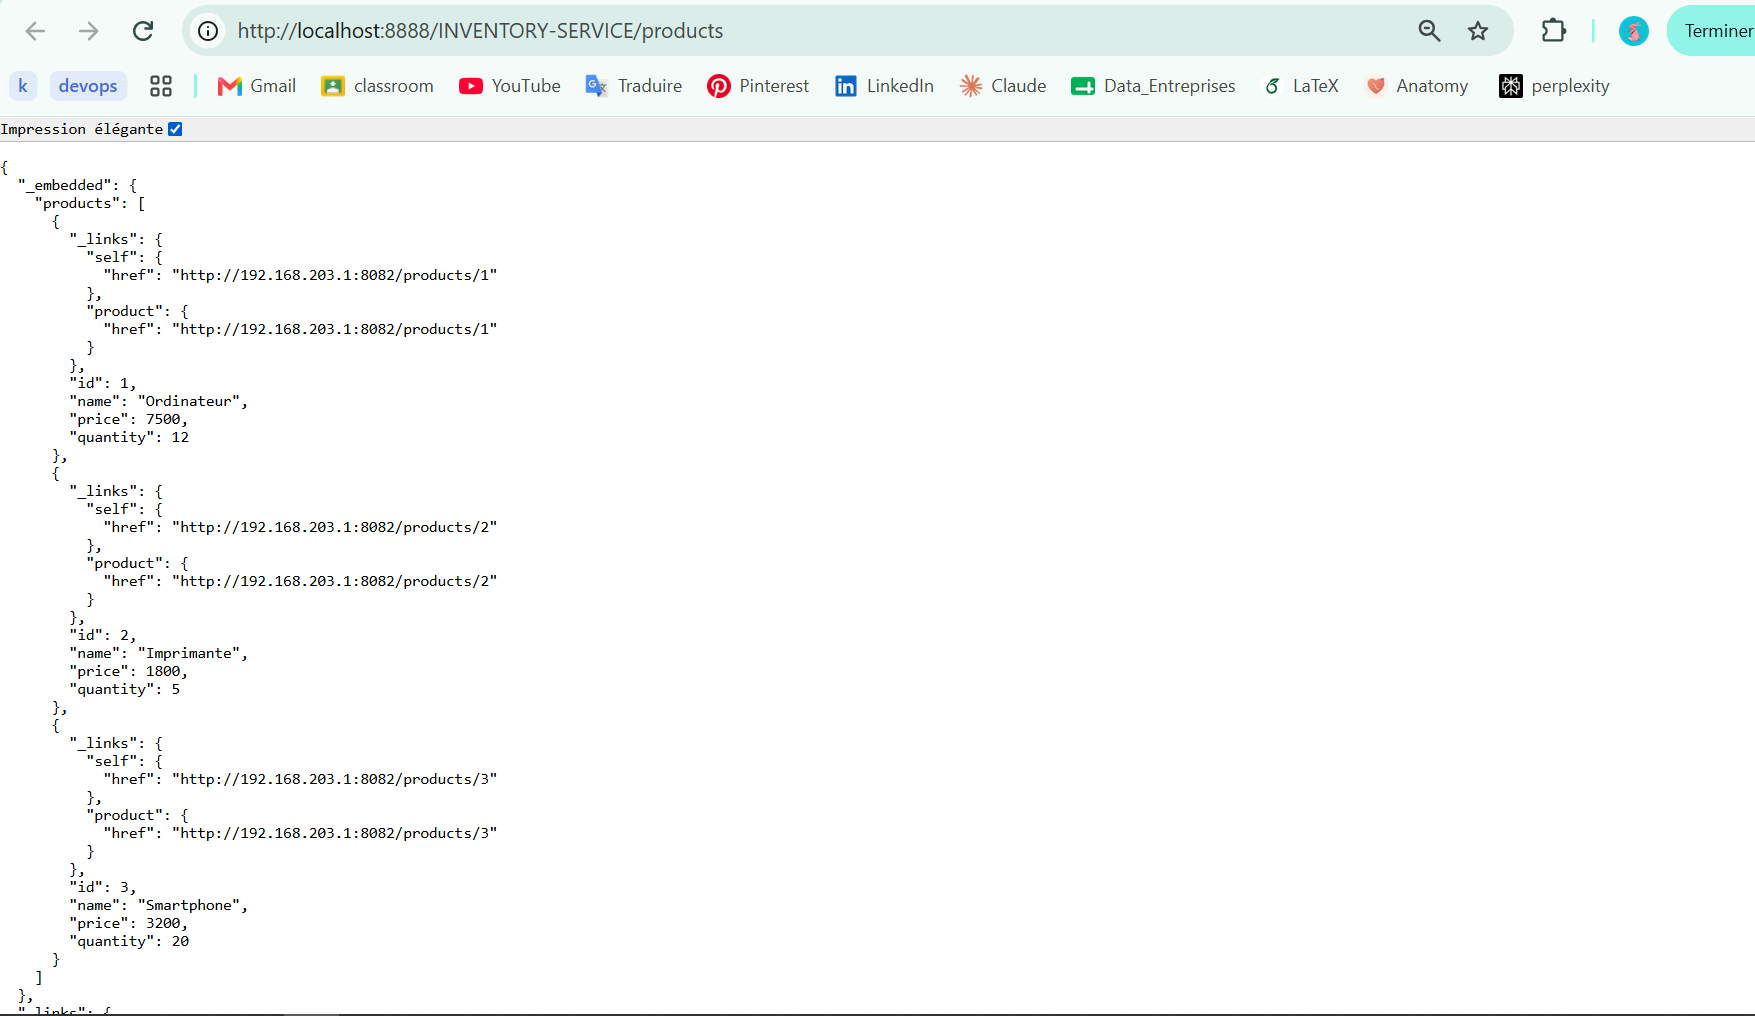 http://localhost:8888/INVENTORY-SERVICE/products
Terminer
k devops Gmail classroom YouTube Traduire Pinterest LinkedIn Claude Data_Entreprises LaTeX Anatomy perplexity
Impression élégante
{
  "_embedded": {
    "products": [
      {
        "_links": {
          "self": {
            "href": "http://192.168.203.1:8082/products/1"
          },
          "product": {
            "href": "http://192.168.203.1:8082/products/1"
          }
        },
        "id": 1,
        "name": "Ordinateur",
        "price": 7500,
        "quantity": 12
      },
      {
        "_links": {
          "self": {
            "href": "http://192.168.203.1:8082/products/2"
          },
          "product": {
            "href": "http://192.168.203.1:8082/products/2"
          }
        },
        "id": 2,
        "name": "Imprimante",
        "price": 1800,
        "quantity": 5
      },
      {
        "_links": {
          "self": {
            "href": "http://192.168.203.1:8082/products/3"
          },
          "product": {
            "href": "http://192.168.203.1:8082/products/3"
          }
        },
        "id": 3,
        "name": "Smartphone",
        "price": 3200,
        "quantity": 20
      }
    ]
  },
  "_links": {